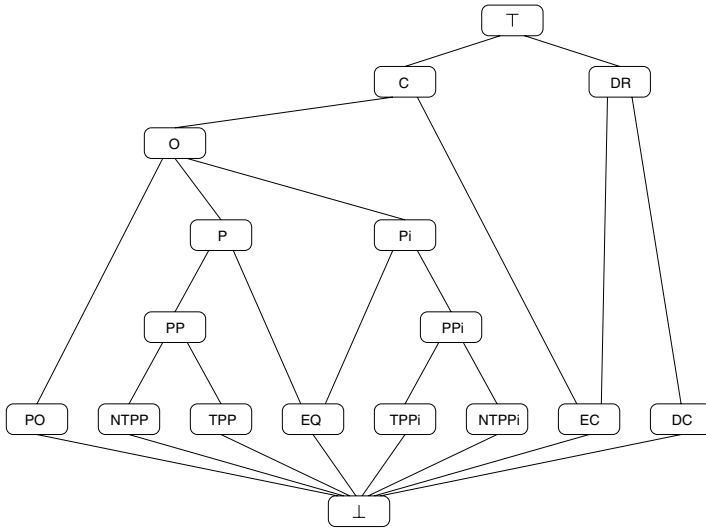 ⊤
C DR
O
P Pi
PP PPi
PO NTPP TPP EQ TPPi NTPPi EC DC
⊥